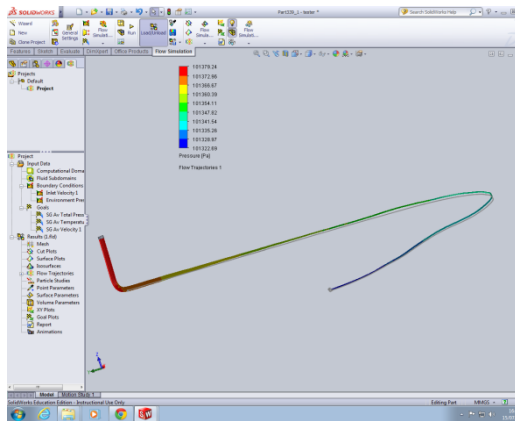 SOLIDWORKS
Part339_1 - tester *
Search SolidWorks Help
Wizard
New
Clone Project
General Settings
Flow Simulati...
Run
Load/Unload
Flow Simulati...
Flow Simulati...
Features Sketch Evaluate DimXpert Office Products Flow Simulation
Projects
Default
Project
Project
Input Data
Computational Doma
Fluid Subdomains
Boundary Conditions
Inlet Velocity 1
Environment Pre
Goals
SG Av Total Press
SG Av Temperatu
SG Av Velocity 1
Results (1.fld)
Mesh
Cut Plots
Surface Plots
Isosurfaces
Flow Trajectories
Particle Studies
Point Parameters
Surface Parameters
Volume Parameters
XY Plots
Goal Plots
Report
Animations
101379.24
101372.96
101366.67
101360.39
101354.11
101347.82
101341.54
101335.26
101328.97
101322.69
Pressure [Pa]
Flow Trajectories 1
Model Motion Study 1
SolidWorks Education Edition - Instructional Use Only
Editing Part
MMGS